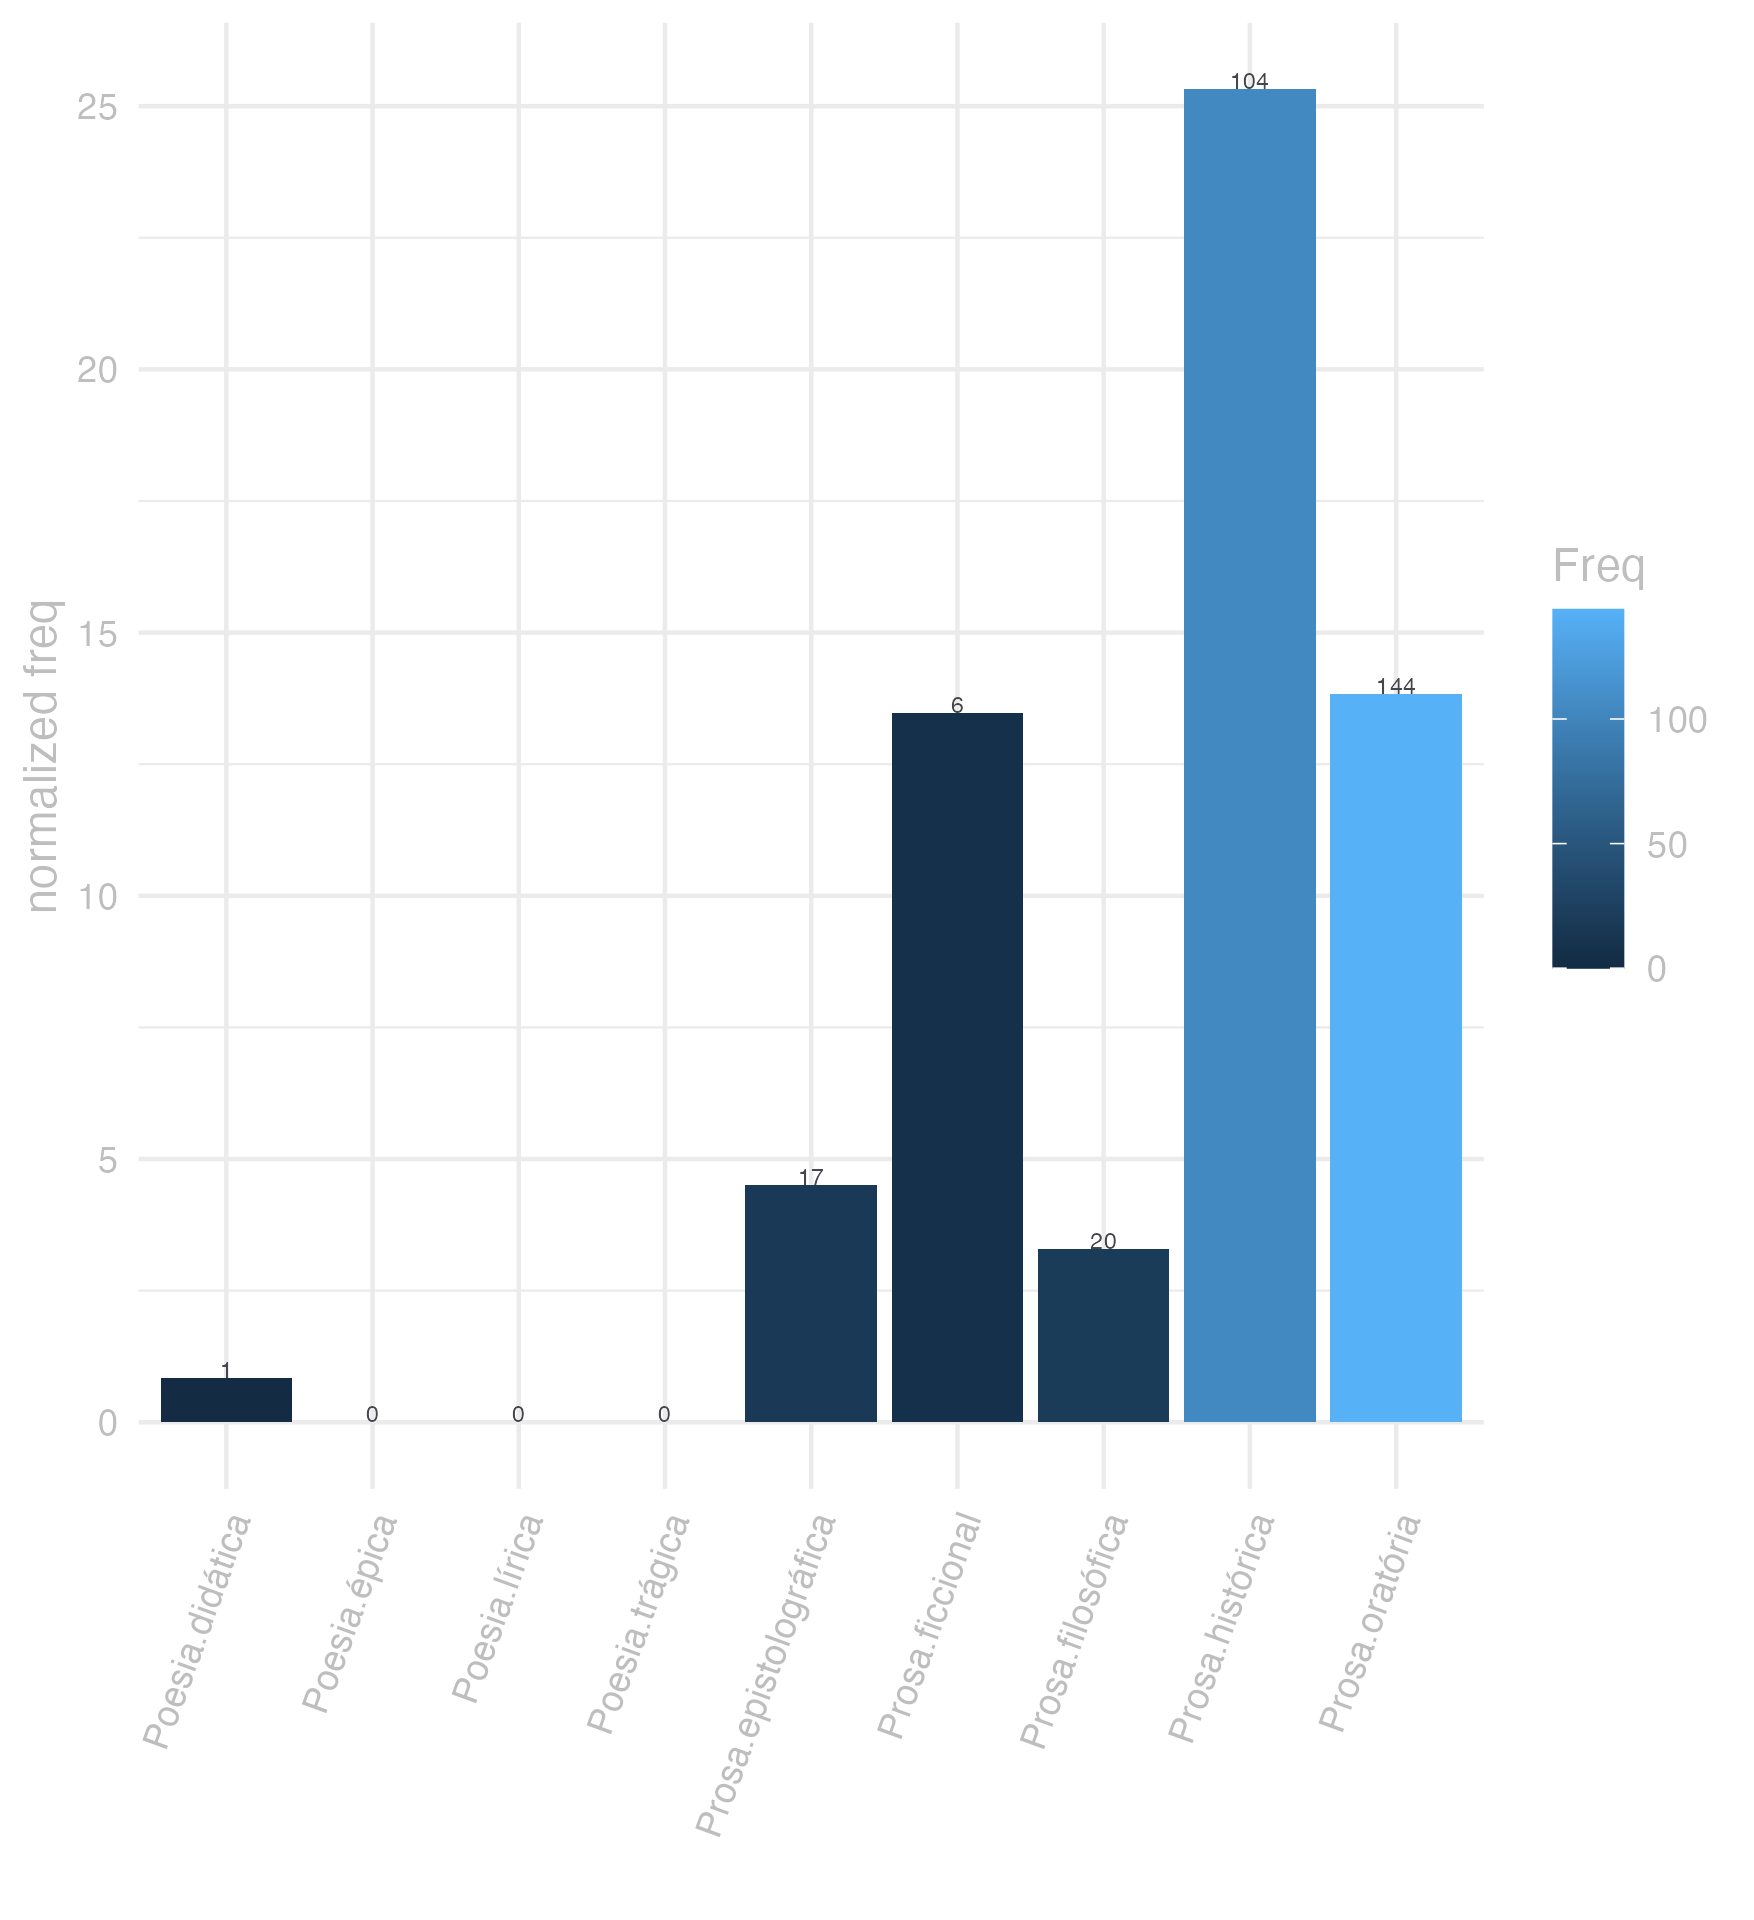 normalized freq
25
20
15
10
5
0
1
0
0
0
17
6
20
104
144
Poesia.didática
Poesia.épica
Poesia.lírica
Poesia.trágica
Prosa.epistolográfica
Prosa.ficcional
Prosa.filosófica
Prosa.histórica
Prosa.oratória
Freq
100
50
0